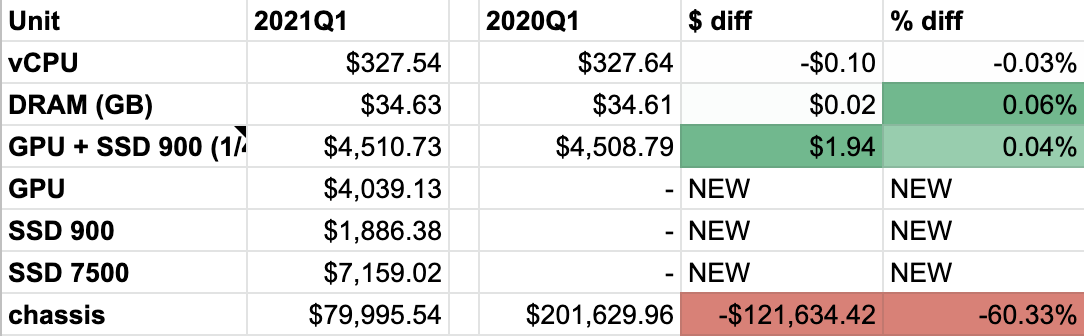 Unit 2021Q1 2020Q1 $ diff % diff
vCPU $327.54 $327.64 -$0.10 -0.03%
DRAM (GB) $34.63 $34.61 $0.02 0.06%
GPU + SSD 900 (1/4 $4,510.73 $4,508.79 $1.94 0.04%
GPU $4,039.13 - NEW NEW
SSD 900 $1,886.38 - NEW NEW
SSD 7500 $7,159.02 - NEW NEW
chassis $79,995.54 $201,629.96 -$121,634.42 -60.33%